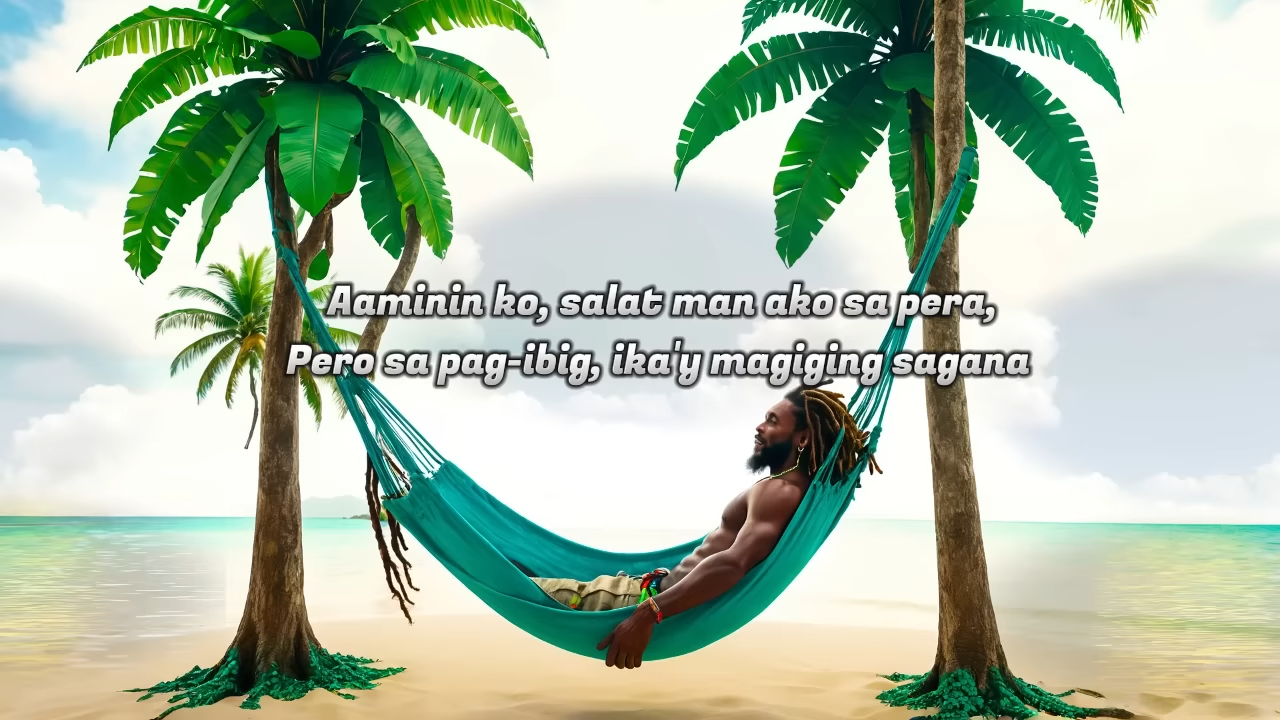 Aaminin ko, salat man ako sa pera,
Pero sa pag-ibig, ika'y magiging sagana